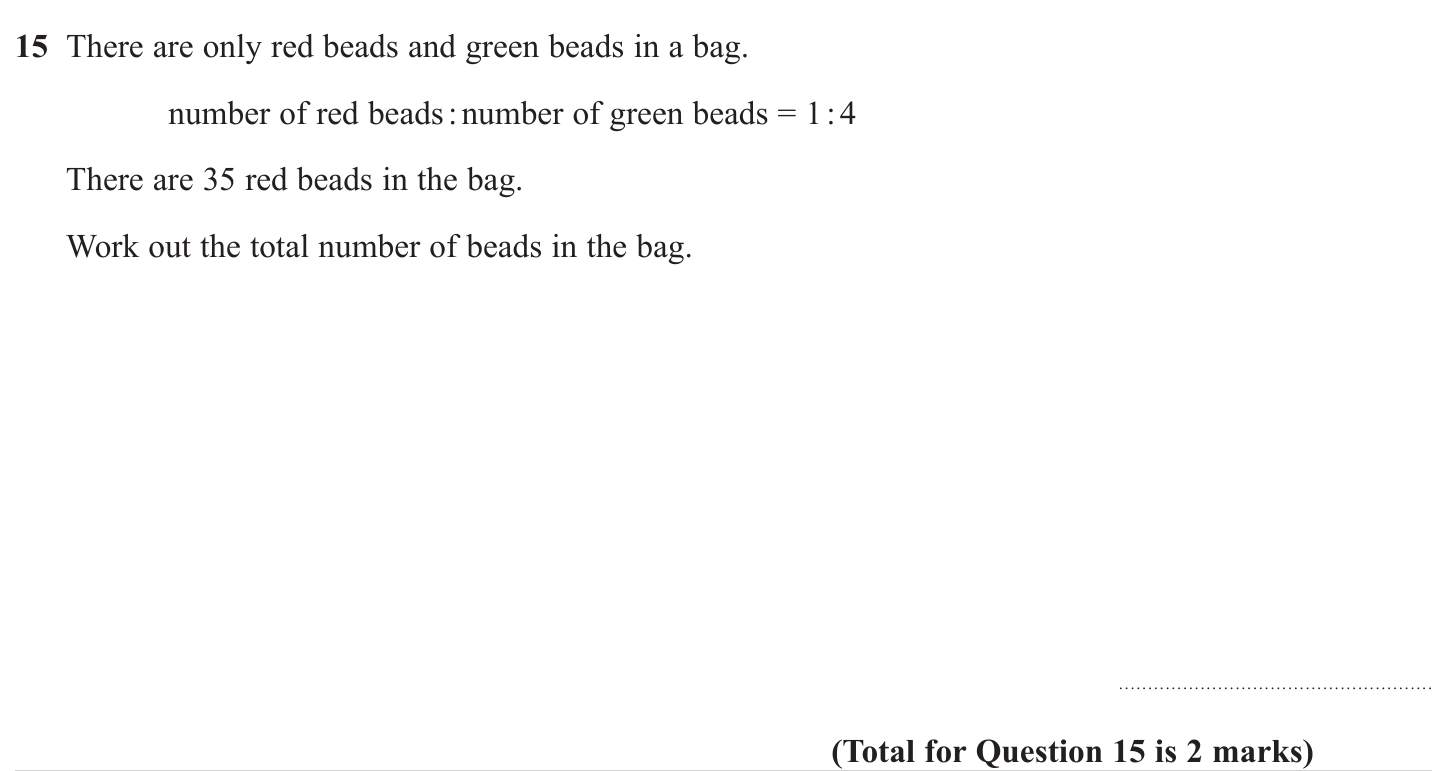 15 There are only red beads and green beads in a bag.
number of red beads : number of green beads = 1 : 4
There are 35 red beads in the bag.
Work out the total number of beads in the bag.
(Total for Question 15 is 2 marks)